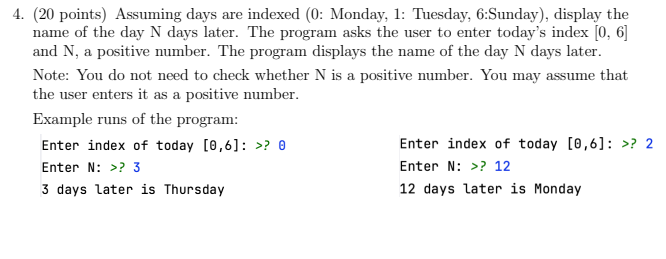 4. (20 points) Assuming days are indexed (0: Monday, 1: Tuesday, 6:Sunday), display the
name of the day N days later. The program asks the user to enter today's index [0, 6]
and N, a positive number. The program displays the name of the day N days later.
Note: You do not need to check whether N is a positive number. You may assume that
the user enters it as a positive number.
Example runs of the program:
Enter index of today [0,6]: >? 0
Enter N: >? 3
3 days later is Thursday
Enter index of today [0,6]: >? 2
Enter N: >? 12
12 days later is Monday